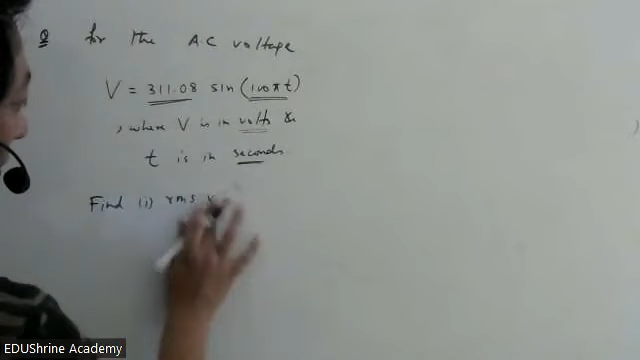 Q for the AC voltage
V = 311.08 sin (100πt)
, where V is in volts &
t is in seconds
Find (i) rms
EDUShrine Academy